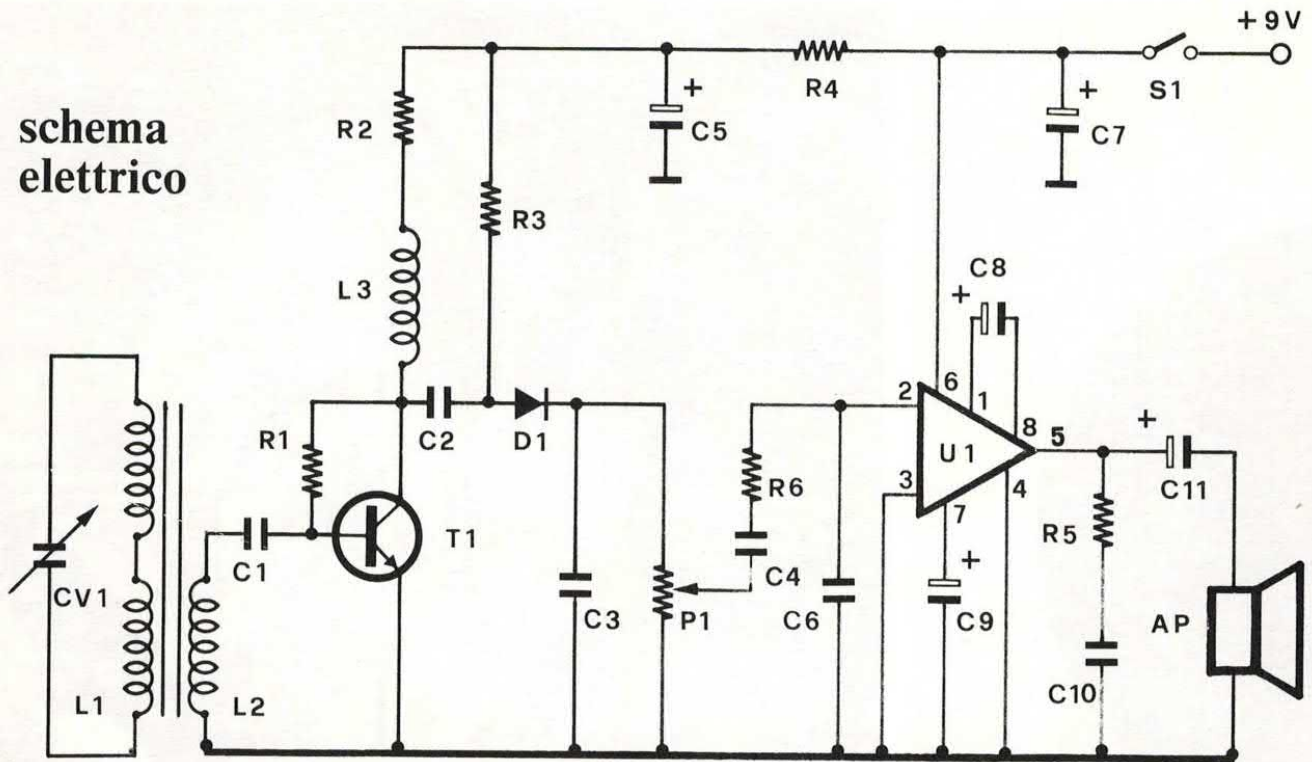 schema
elettrico
+9V
S1
R4
R2
C5
+
C7
+
R3
L3
C8
+
2
6
1
8
5
+
R1
C2
D1
U1
C11
3
4
7
R6
R5
C1
T1
C4
CV1
C3
P1
C6
C9
+
AP
C10
L1
L2